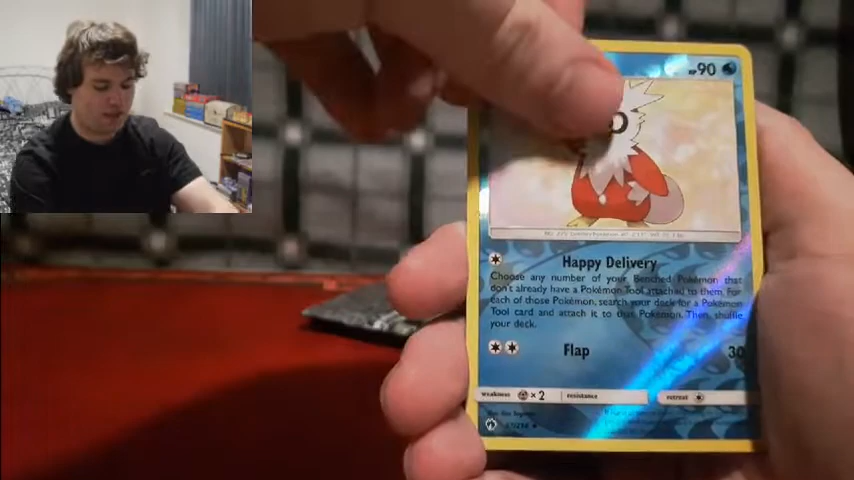 HP 90
Happy Delivery
Choose any number of your Benched Pokémon that
don't already have a Pokémon Tool attached to them. For
each of those Pokémon, search your deck for a Pokémon
Tool card and attach it to that Pokémon. Then, shuffle
your deck.
Flap 30
weakness ×2 resistance retreat